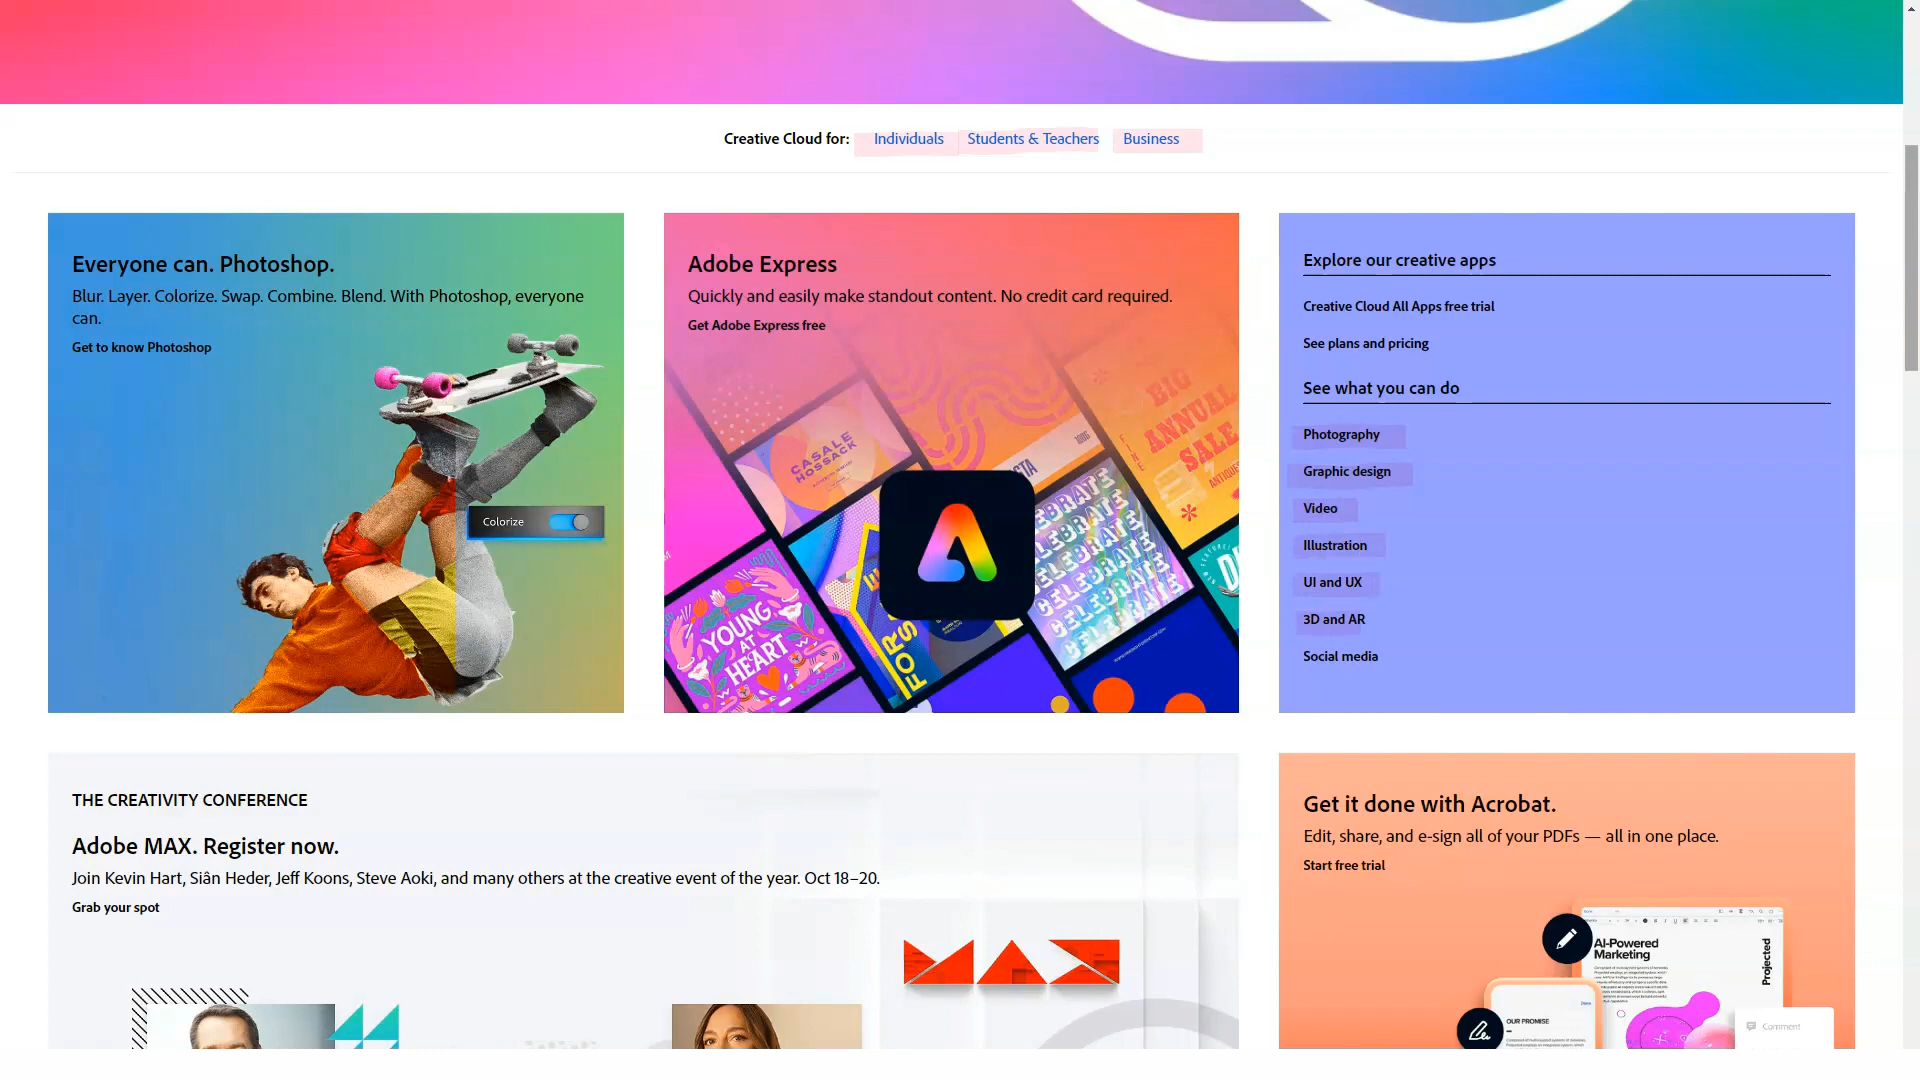 Creative Cloud for: Individuals Students & Teachers Business
Everyone can. Photoshop.
Blur. Layer. Colorize. Swap. Combine. Blend. With Photoshop, everyone
can.
Get to know Photoshop
Colorize
Adobe Express
Quickly and easily make standout content. No credit card required.
Get Adobe Express free
CASALE
HOSSACK
BIG
ANNUAL
SALE
YOUNG
AT
HEART
CELEBRATE
CELEBRATE
CELEBRATE
Explore our creative apps
Creative Cloud All Apps free trial
See plans and pricing
See what you can do
Photography
Graphic design
Video
Illustration
UI and UX
3D and AR
Social media
THE CREATIVITY CONFERENCE
Adobe MAX. Register now.
Join Kevin Hart, Siân Heder, Jeff Koons, Steve Aoki, and many others at the creative event of the year. Oct 18–20.
Grab your spot
MAX
Get it done with Acrobat.
Edit, share, and e-sign all of your PDFs — all in one place.
Start free trial
AI-Powered
Marketing
Projected
OUR PROMISE
Comment